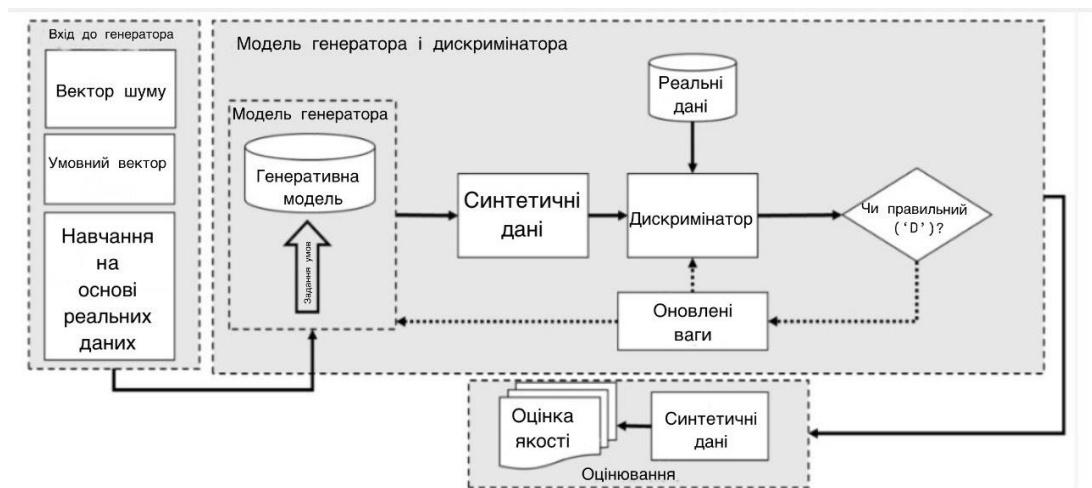 Вхід до генератора
Вектор шуму
Умовний вектор
Навчання
на
основі
реальних
даних
Модель генератора і дискримінатора
Модель генератора
Генеративна
модель
Задання умов
Синтетичні
дані
Реальні
дані
Дискримінатор
Чи правильний
(‘D’)?
Оновлені
ваги
Оцінка
якості
Синтетичні
дані
Оцінювання